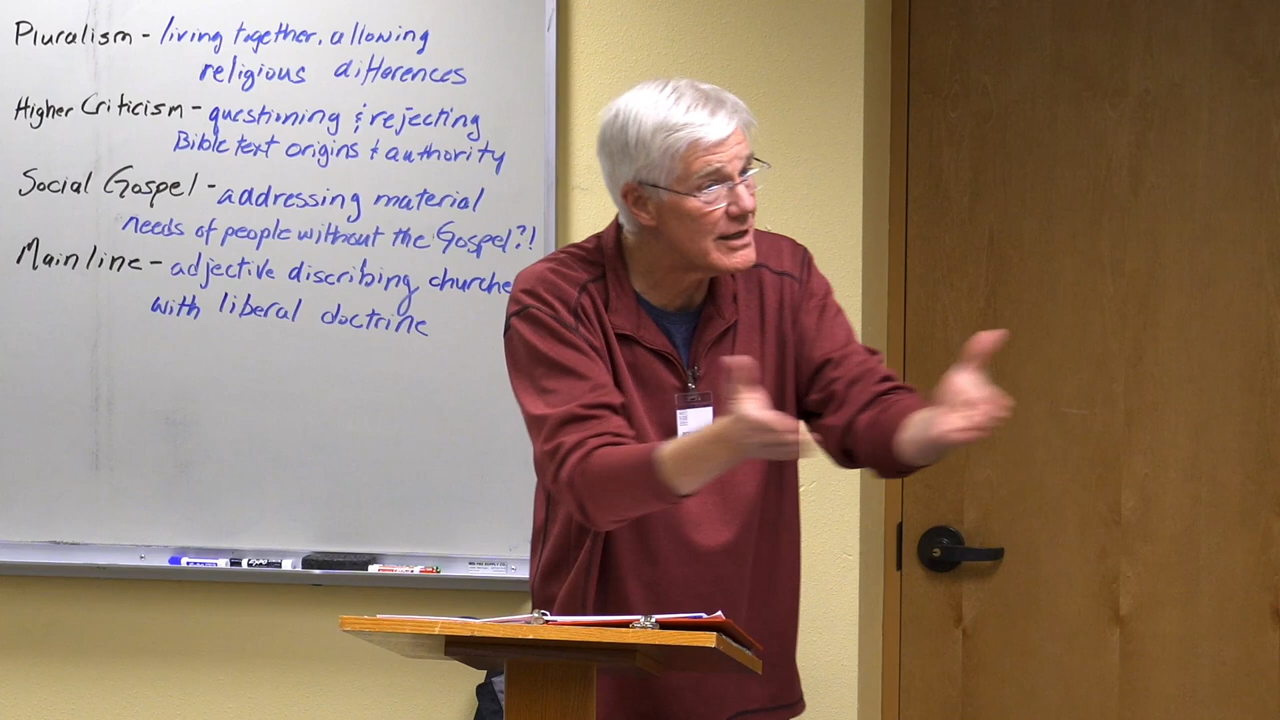 Pluralism - living together, allowing
religious differences
Higher Criticism - questioning & rejecting
Bible text origins & authority
Social Gospel - addressing material
needs of people without the Gospel?!
Mainline - adjective discribing churche
with liberal doctrine